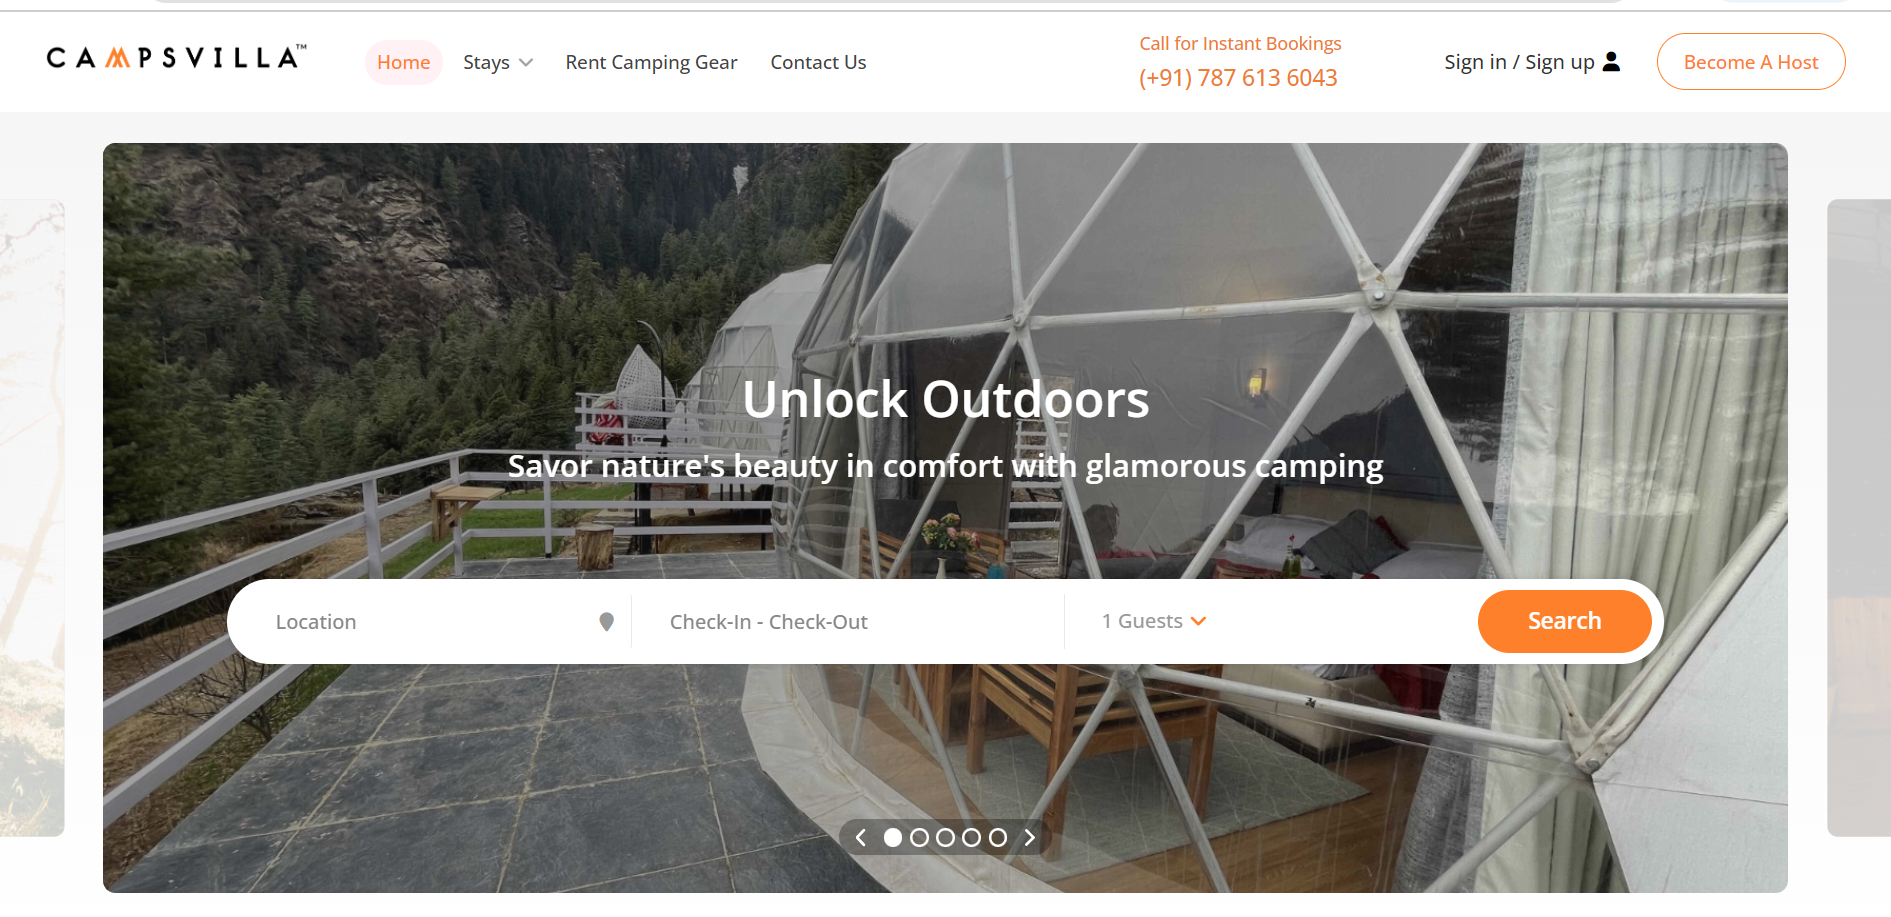 CAMPSVILLA™
Home
Stays
Rent Camping Gear
Contact Us
Call for Instant Bookings
(+91) 787 613 6043
Sign in / Sign up
Become A Host
Unlock Outdoors
Savor nature's beauty in comfort with glamorous camping
Location
Check-In - Check-Out
1 Guests
Search